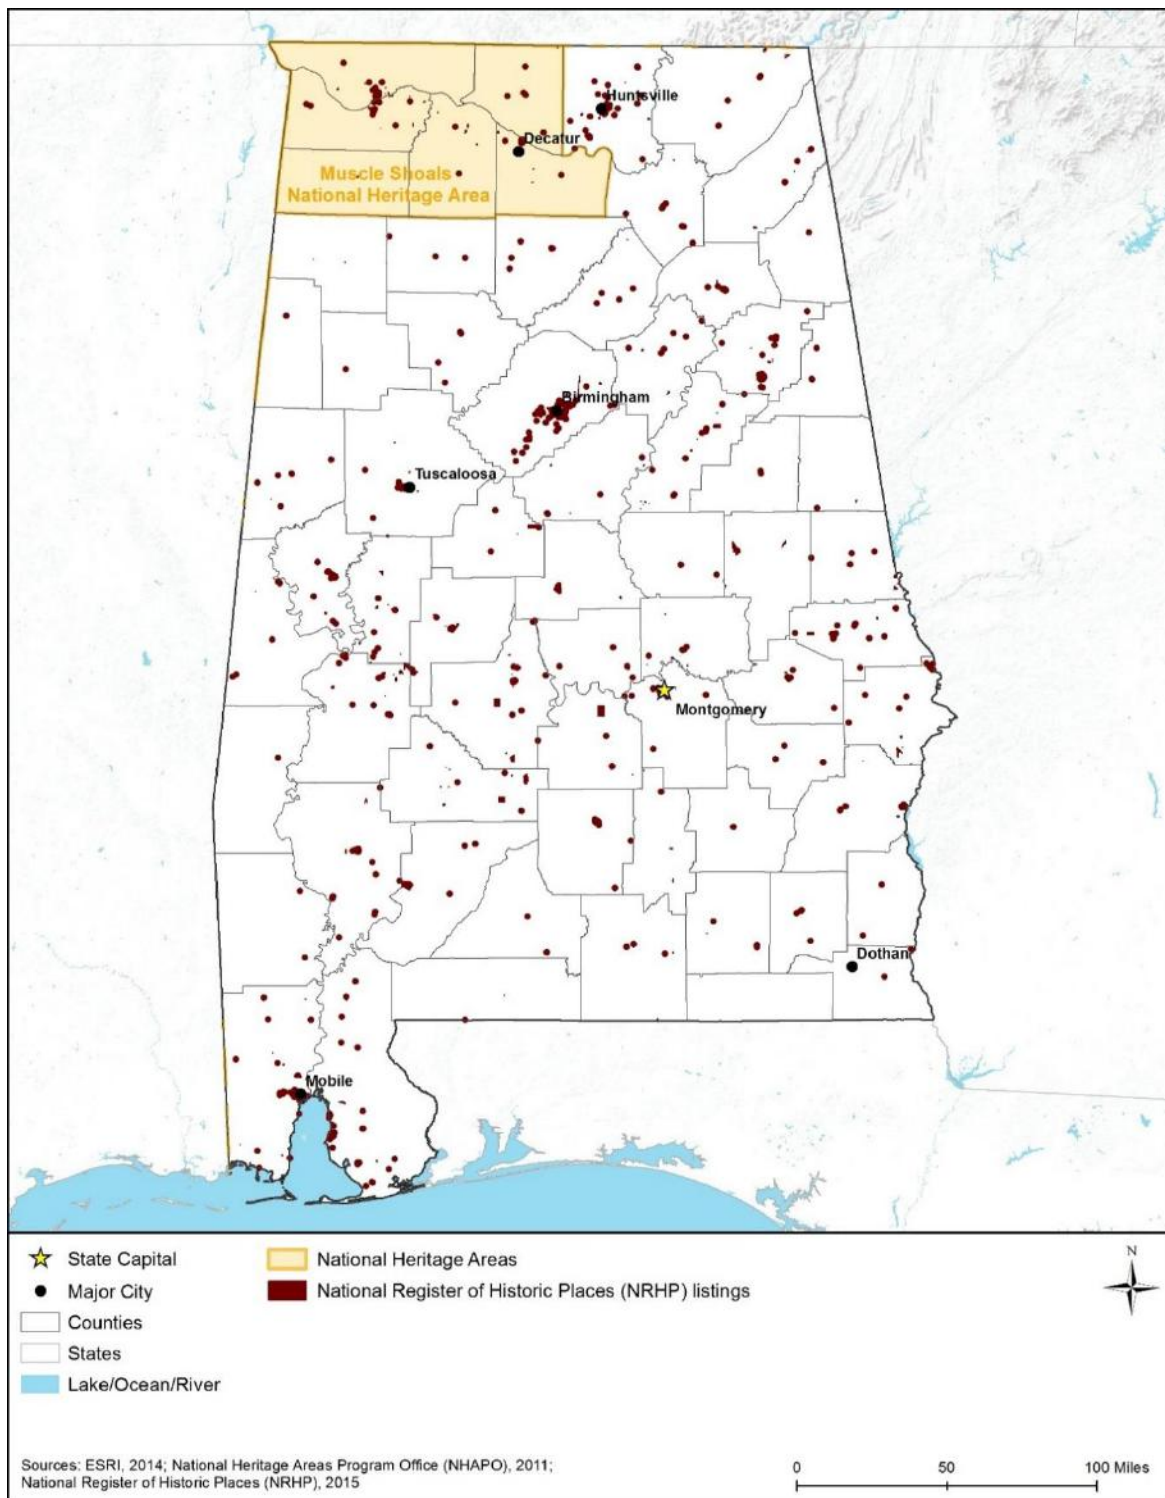 Huntsville
Decatur
Muscle Shoals
National Heritage Area
Birmingham
Tuscaloosa
Montgomery
Dothan
Mobile
State Capital
Major City
Counties
States
Lake/Ocean/River
National Heritage Areas
National Register of Historic Places (NRHP) listings
N
Sources: ESRI, 2014; National Heritage Areas Program Office (NHAPO), 2011;
National Register of Historic Places (NRHP), 2015
0 50 100 Miles